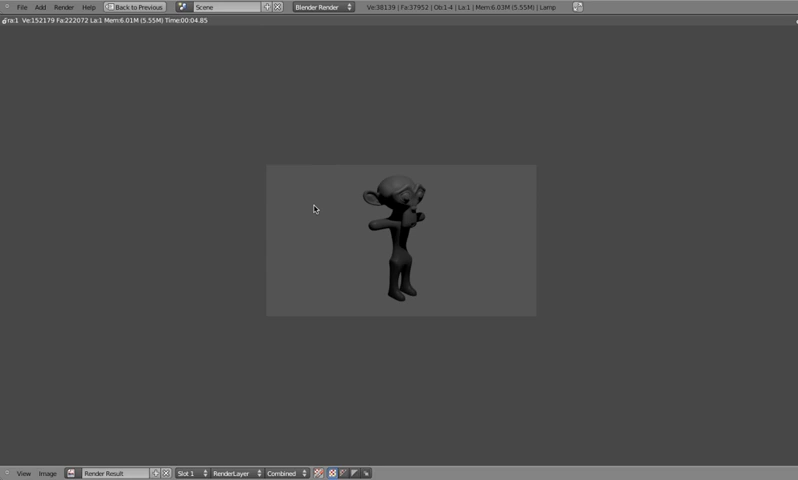 File Add Render Help Back to Previous Scene Blender Render Ve:38139 | Fa:37952 | Ob:1-4 | La:1 | Mem:6.03M (5.55M) | Lamp
Fra:1 Ve:152179 Fa:222072 La:1 Mem:6.01M (5.55M) Time:00:04.85
View Image Render Result Slot 1 RenderLayer Combined